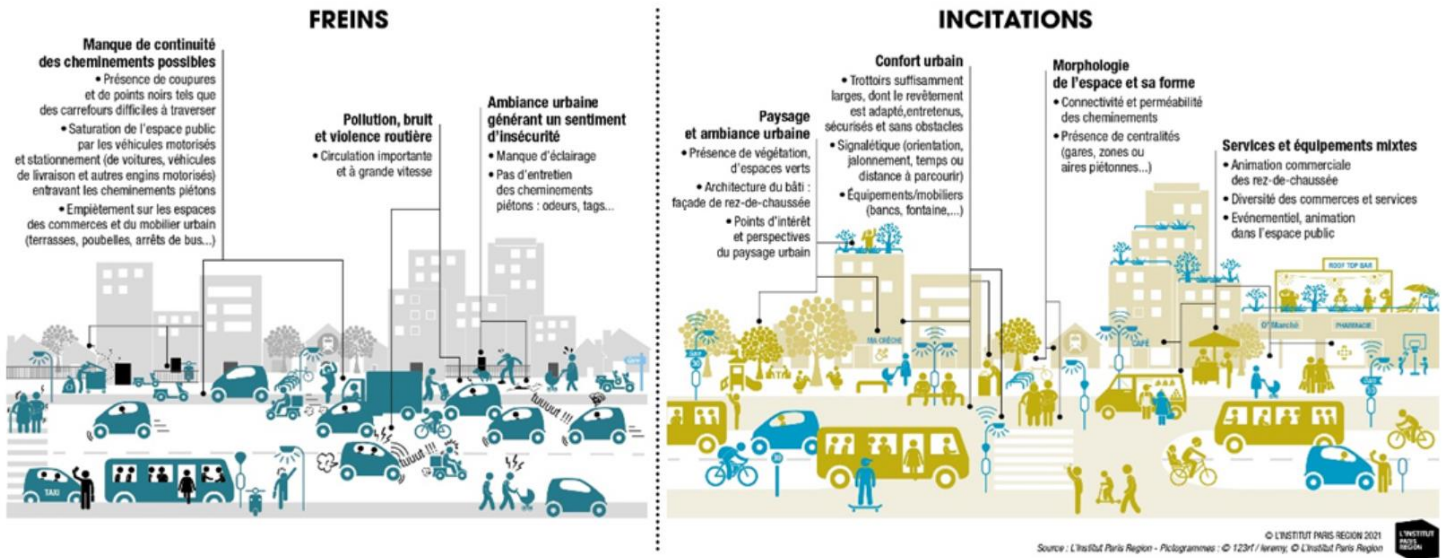 FREINS
Manque de continuité
des cheminements possibles
• Présence de coupures
et de points noirs tels que
des carrefours difficiles à traverser
• Saturation de l'espace public
par les véhicules motorisés
et stationnement (de voitures, véhicules
de livraison et autres engins motorisés)
entravant les cheminements piétons
• Empiètement sur les espaces
des commerces et du mobilier urbain
(terrasses, poubelles, arrêts de bus...)
Pollution, bruit
et violence routière
• Circulation importante
et à grande vitesse
Ambiance urbaine
générant un sentiment
d'insécurité
• Manque d'éclairage
• Pas d'entretien
des cheminements
piétons : odeurs, tags...
tuuuut !!!
tuuut !!!
TAXI
INCITATIONS
Paysage
et ambiance urbaine
• Présence de végétation,
d'espaces verts
• Architecture du bâti :
façade de rez-de-chaussée
• Points d'intérêt
et perspectives
du paysage urbain
Confort urbain
• Trottoirs suffisamment
larges, dont le revêtement
est adapté,entretenus,
sécurisés et sans obstacles
• Signalétique (orientation,
jalonnement, temps ou
distance à parcourir)
• Équipements/mobiliers
(bancs, fontaine,...)
Morphologie
de l'espace et sa forme
• Connectivité et perméabilité
des cheminements
• Présence de centralités
(gares, zones ou
aires piétonnes...)
Services et équipements mixtes
• Animation commerciale
des rez-de-chaussée
• Diversité des commerces et services
• Evénementiel, animation
dans l'espace public
ROOF TOP BAR
O' Marché
PHARMACIE
MA CRÈCHE
CAFÉ
30
© L'INSTITUT PARIS REGION 2021
Source : L'Institut Paris Region - Pictogrammes : © 123rf / leremy, © L'Institut Paris Region
L'INSTITUT
PARIS
REGION